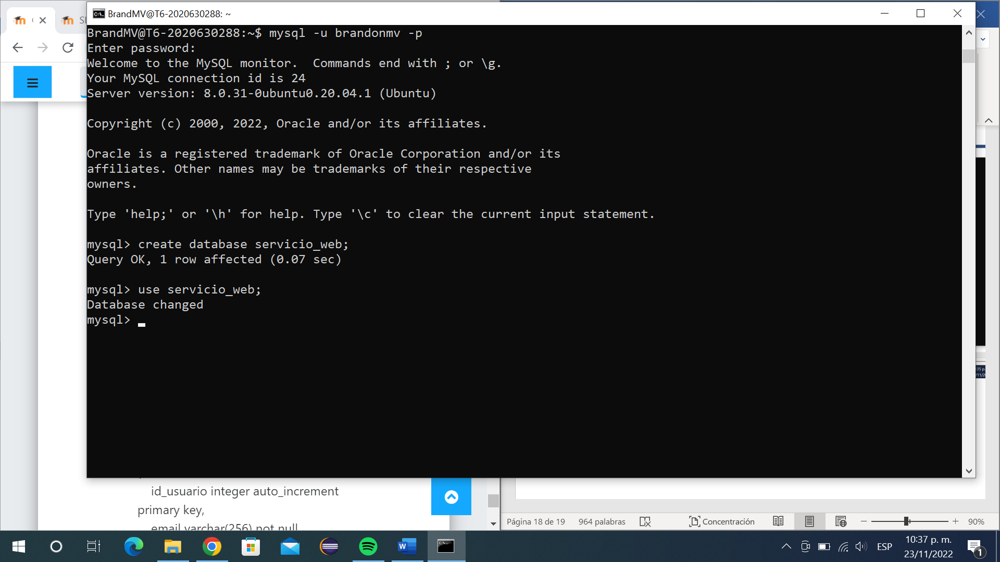 BrandMV@T6-2020630288: ~
BrandMV@T6-2020630288:~$ mysql -u brandonmv -p
Enter password:
Welcome to the MySQL monitor.  Commands end with ; or \g.
Your MySQL connection id is 24
Server version: 8.0.31-0ubuntu0.20.04.1 (Ubuntu)
Copyright (c) 2000, 2022, Oracle and/or its affiliates.
Oracle is a registered trademark of Oracle Corporation and/or its
affiliates. Other names may be trademarks of their respective
owners.
Type 'help;' or '\h' for help. Type '\c' to clear the current input statement.
mysql> create database servicio_web;
Query OK, 1 row affected (0.07 sec)
mysql> use servicio_web;
Database changed
mysql>
id_usuario integer auto_increment
primary key,
email varchar(256) not null
Página 18 de 19 964 palabras Concentración 90%
ESP
10:37 p. m.
23/11/2022
1